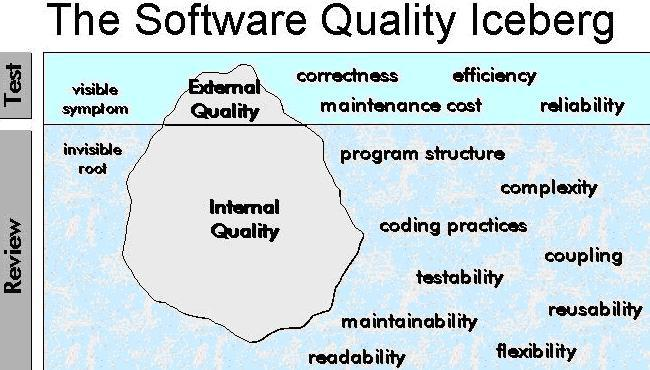 The Software Quality Iceberg
Test
visible
symptom
External
Quality
correctness
efficiency
maintenance cost
reliability
Review
invisible
root
Internal
Quality
program structure
complexity
coding practices
coupling
testability
reusability
maintainability
flexibility
readability